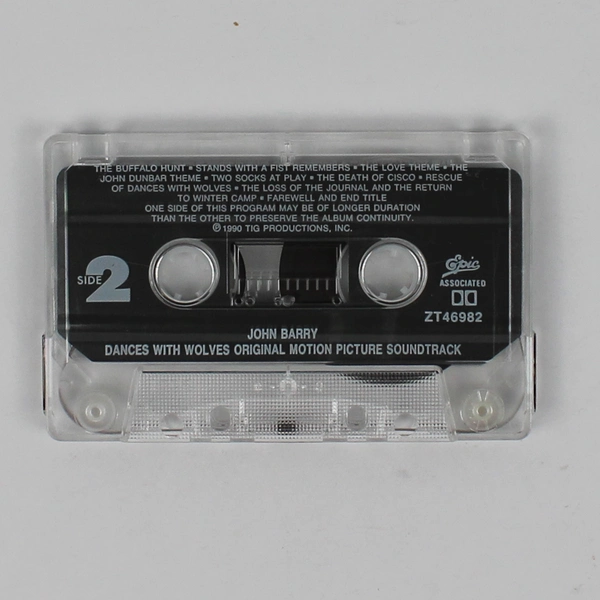 THE BUFFALO HUNT • STANDS WITH A FIST REMEMBERS • THE LOVE THEME • THE
JOHN DUNBAR THEME • TWO SOCKS AT PLAY • THE DEATH OF CISCO • RESCUE
OF DANCES WITH WOLVES • THE LOSS OF THE JOURNAL AND THE RETURN
TO WINTER CAMP • FAREWELL AND END TITLE
ONE SIDE OF THIS PROGRAM MAY BE OF LONGER DURATION
THAN THE OTHER TO PRESERVE THE ALBUM CONTINUITY.
℗ 1990 TIG PRODUCTIONS, INC.
SIDE 2
Epic
ASSOCIATED
ZT46982
JOHN BARRY
DANCES WITH WOLVES ORIGINAL MOTION PICTURE SOUNDTRACK